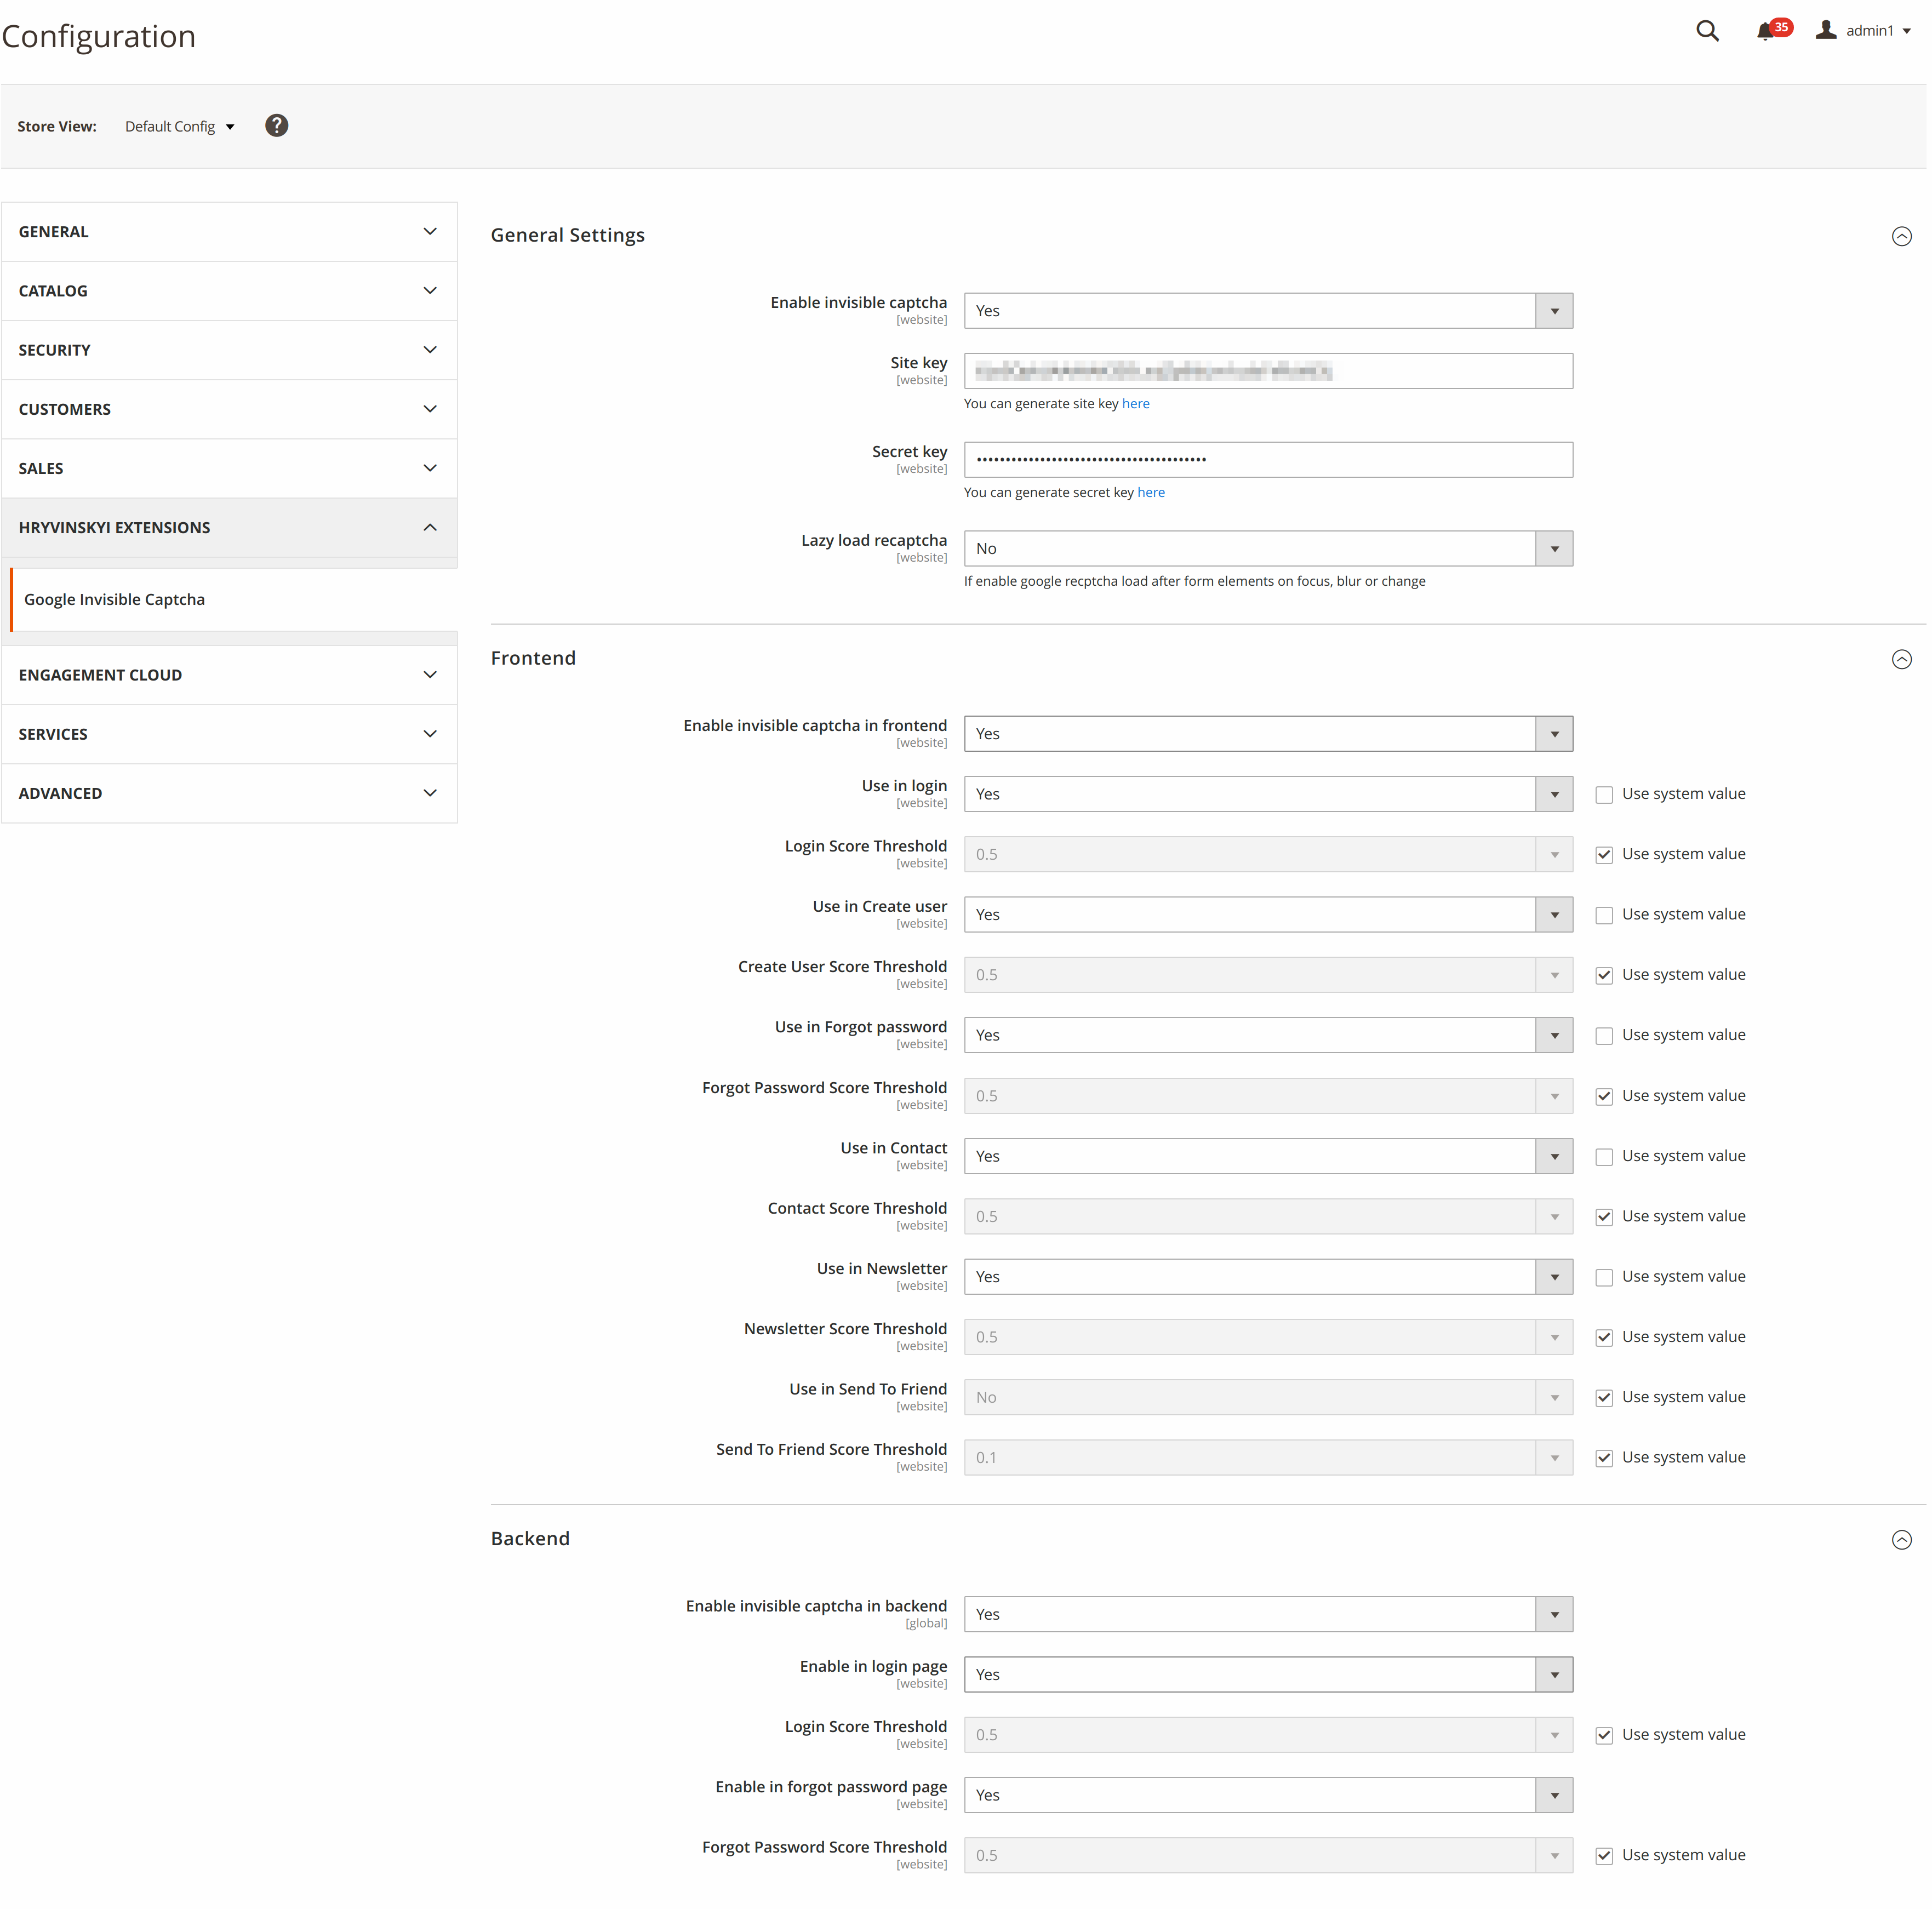 Configuration
35
admin1
Store View: Default Config ?
GENERAL
CATALOG
SECURITY
CUSTOMERS
SALES
HRYVINSKYI EXTENSIONS
Google Invisible Captcha
ENGAGEMENT CLOUD
SERVICES
ADVANCED
General Settings
Enable invisible captcha Yes
[website]
Site key
[website]
You can generate site key here
Secret key ••••••••••••••••••••••••••••••••••••••••
[website]
You can generate secret key here
Lazy load recaptcha No
[website]
If enable google recptcha load after form elements on focus, blur or change
Frontend
Enable invisible captcha in frontend Yes
[website]
Use in login Yes Use system value
[website]
Login Score Threshold 0.5 Use system value
[website]
Use in Create user Yes Use system value
[website]
Create User Score Threshold 0.5 Use system value
[website]
Use in Forgot password Yes Use system value
[website]
Forgot Password Score Threshold 0.5 Use system value
[website]
Use in Contact Yes Use system value
[website]
Contact Score Threshold 0.5 Use system value
[website]
Use in Newsletter Yes Use system value
[website]
Newsletter Score Threshold 0.5 Use system value
[website]
Use in Send To Friend No Use system value
[website]
Send To Friend Score Threshold 0.1 Use system value
[website]
Backend
Enable invisible captcha in backend Yes
[global]
Enable in login page Yes
[website]
Login Score Threshold 0.5 Use system value
[website]
Enable in forgot password page Yes
[website]
Forgot Password Score Threshold 0.5 Use system value
[website]